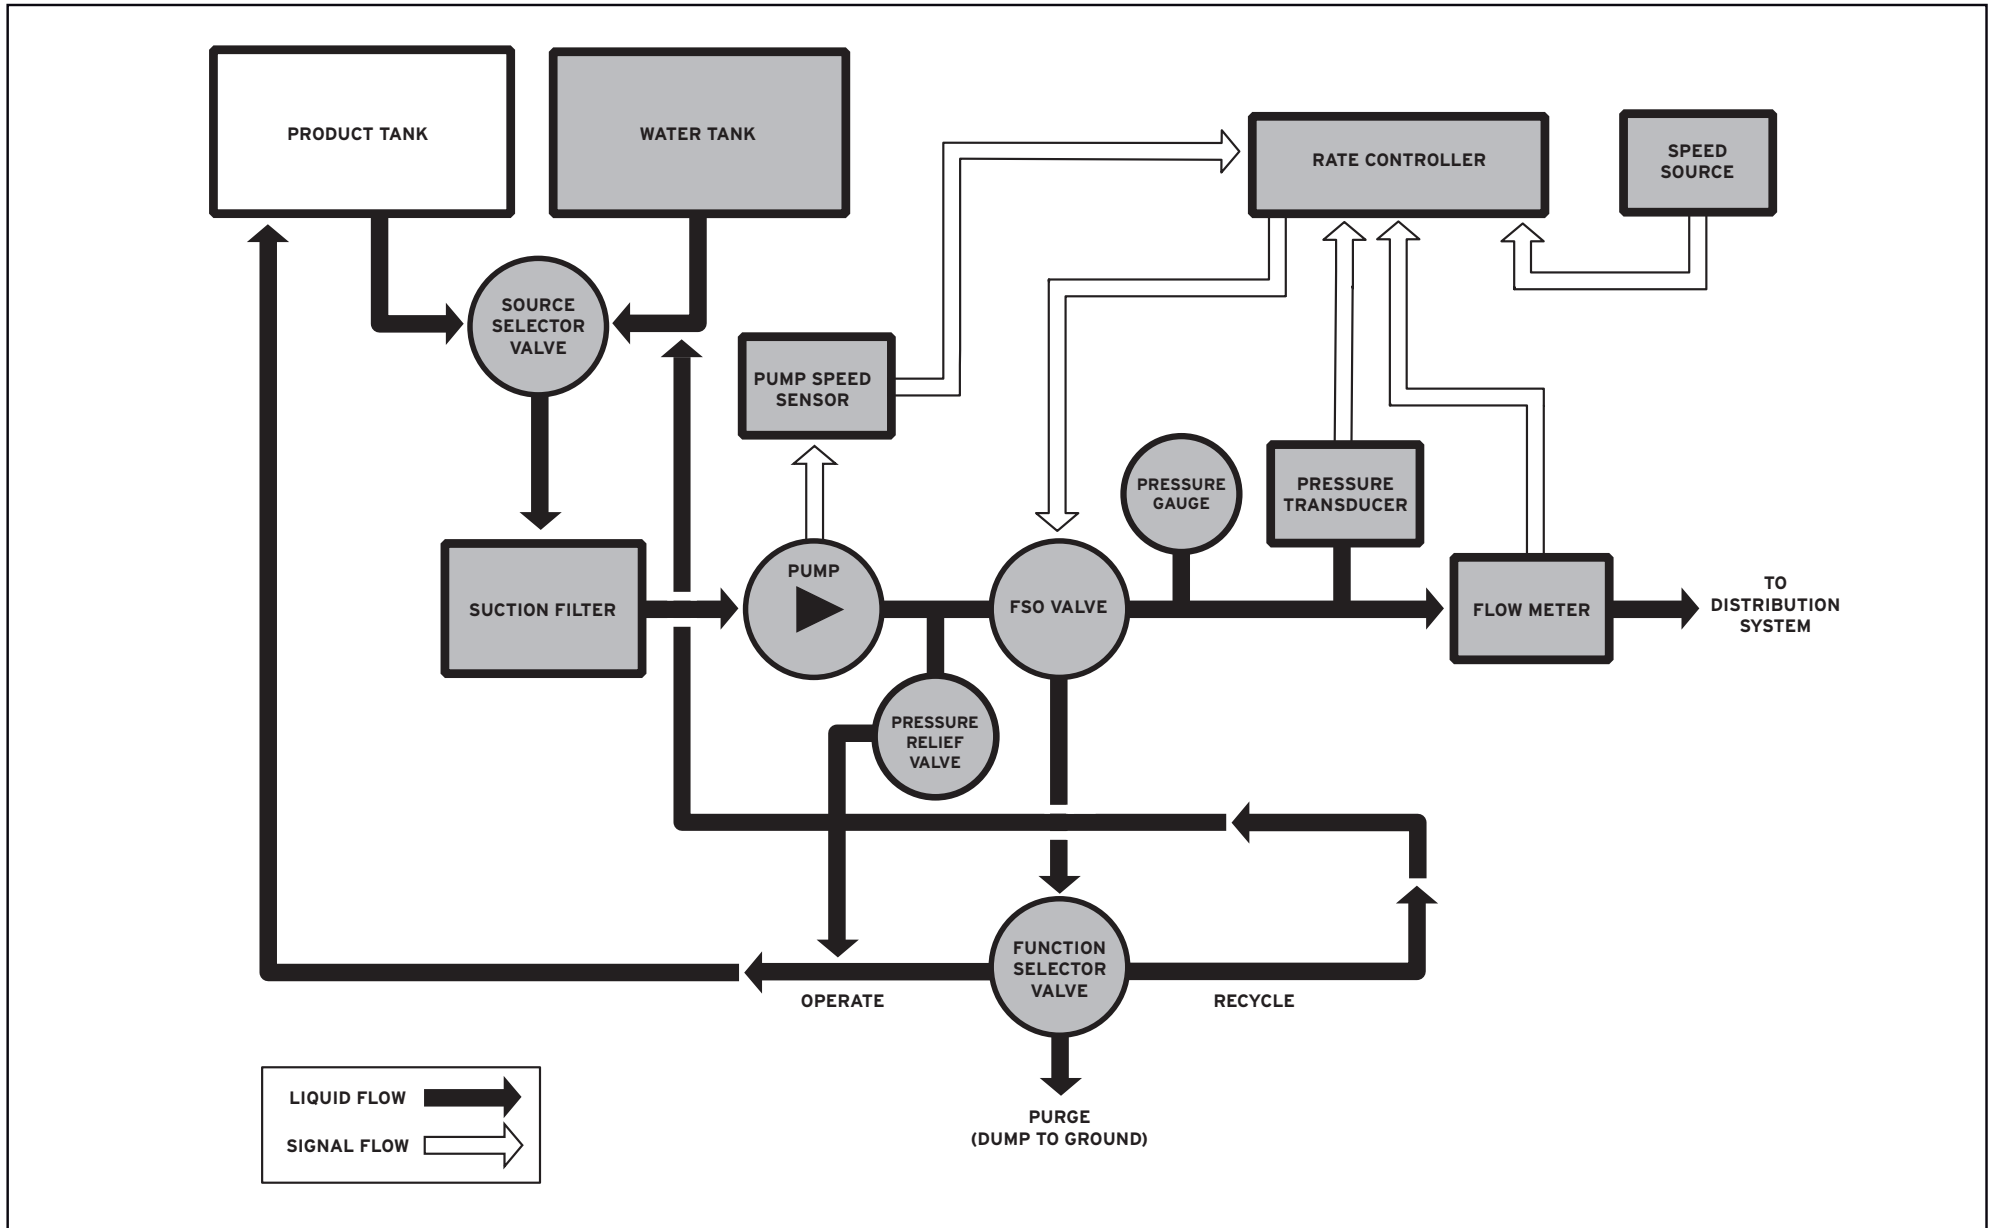 PRODUCT TANK
WATER TANK
RATE CONTROLLER
SPEED
SOURCE
SOURCE
SELECTOR
VALVE
PUMP SPEED
SENSOR
PRESSURE
GAUGE
PRESSURE
TRANSDUCER
SUCTION FILTER
PUMP
FSO VALVE
FLOW METER
TO
DISTRIBUTION
SYSTEM
PRESSURE
RELIEF
VALVE
FUNCTION
SELECTOR
VALVE
OPERATE
RECYCLE
LIQUID FLOW
SIGNAL FLOW
PURGE
(DUMP TO GROUND)